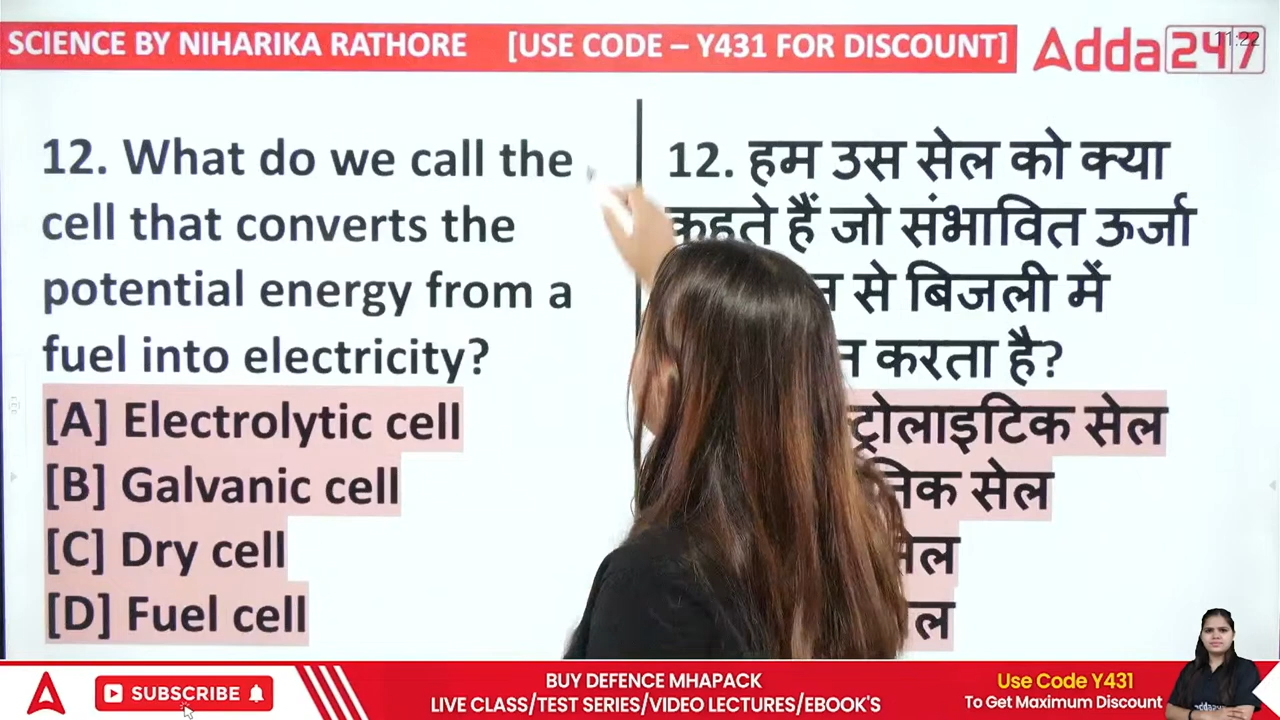 SCIENCE BY NIHARIKA RATHORE [USE CODE – Y431 FOR DISCOUNT]
Adda247
11:22
12. What do we call the
cell that converts the
potential energy from a
fuel into electricity?
[A] Electrolytic cell
[B] Galvanic cell
[C] Dry cell
[D] Fuel cell
12. हम उस सेल को क्या
कहते हैं जो संभावित ऊर्जा
से बिजली में
करता है?
सेल
सेल
BUY DEFENCE MHAPACK
LIVE CLASS/TEST SERIES/VIDEO LECTURES/EBOOK'S
SUBSCRIBE
Use Code Y431
To Get Maximum Discount